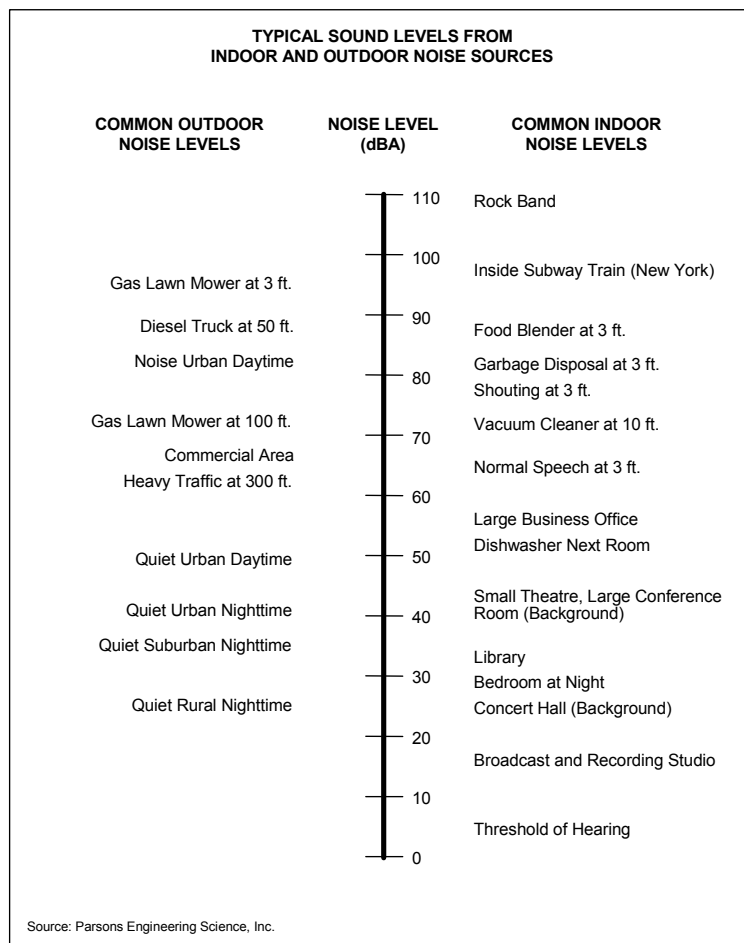 TYPICAL SOUND LEVELS FROM
INDOOR AND OUTDOOR NOISE SOURCES
COMMON OUTDOOR
NOISE LEVELS
NOISE LEVEL
(dBA)
COMMON INDOOR
NOISE LEVELS
110
Rock Band
100
Inside Subway Train (New York)
Gas Lawn Mower at 3 ft.
90
Diesel Truck at 50 ft.
Food Blender at 3 ft.
Noise Urban Daytime
Garbage Disposal at 3 ft.
80
Shouting at 3 ft.
Gas Lawn Mower at 100 ft.
Vacuum Cleaner at 10 ft.
70
Commercial Area
Normal Speech at 3 ft.
Heavy Traffic at 300 ft.
60
Large Business Office
Dishwasher Next Room
50
Quiet Urban Daytime
Small Theatre, Large Conference
Room (Background)
Quiet Urban Nighttime
40
Quiet Suburban Nighttime
Library
30
Bedroom at Night
Quiet Rural Nighttime
Concert Hall (Background)
20
Broadcast and Recording Studio
10
Threshold of Hearing
0
Source: Parsons Engineering Science, Inc.